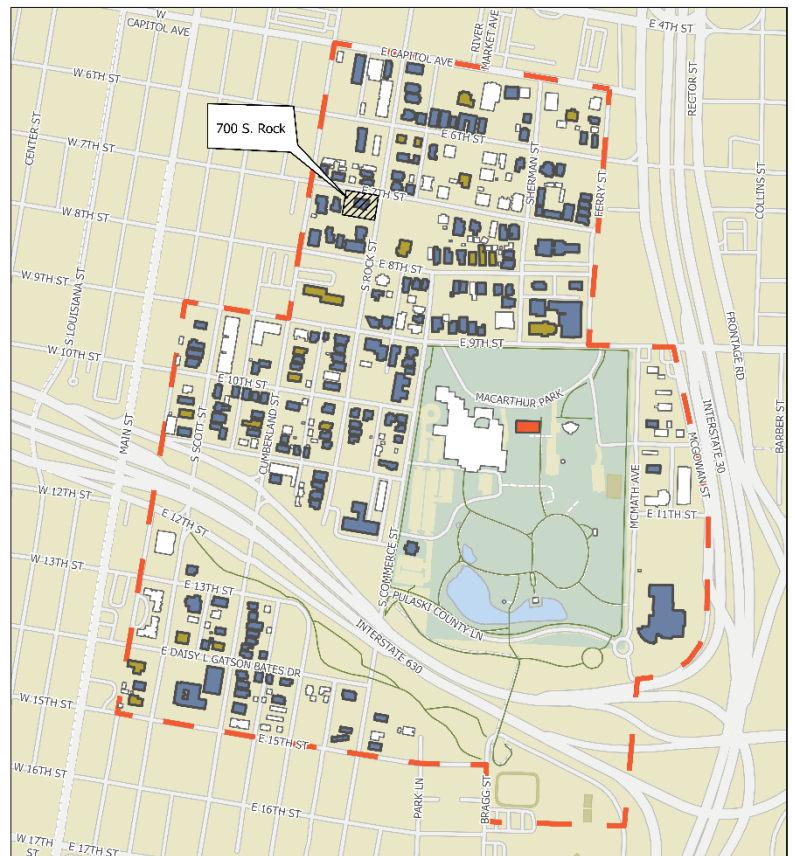 E 4TH ST
W
CAPITOL AVE
RIVER
MARKET AVE
E CAPITOL AVE
RECTOR ST
W 6TH ST
700 S. Rock
E 6TH ST
CENTER ST
W 7TH ST
SHERMAN ST
E 7TH ST
FERRY ST
COLLINS ST
W 8TH ST
S ROCK ST
E 8TH ST
W 9TH ST
S LOUISIANA ST
E 9TH ST
FRONTAGE RD
W 10TH ST
E 10TH ST
MACARTHUR PARK
INTERSTATE 30
MAIN ST
S SCOTT ST
CUMBERLAND ST
MCGOWAN ST
BARBER ST
MCMATH AVE
W 12TH ST
E 12TH ST
E 11TH ST
S COMMERCE ST
W 13TH ST
E 13TH ST
PULASKI COUNTY LN
INTERSTATE 630
E DAISY L GATSON BATES DR
W 15TH ST
E 15TH ST
W 16TH ST
PARK LN
BRAGG ST
E 16TH ST
W 17TH
ST
E 17TH ST